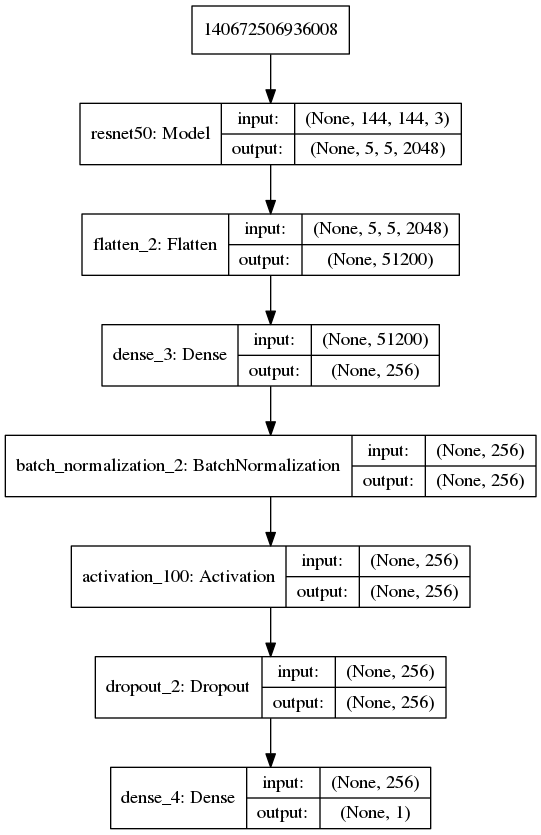 140672506936008
resnet50: Model
input:
(None, 144, 144, 3)
output:
(None, 5, 5, 2048)
flatten_2: Flatten
input:
(None, 5, 5, 2048)
output:
(None, 51200)
dense_3: Dense
input:
(None, 51200)
output:
(None, 256)
batch_normalization_2: BatchNormalization
input:
(None, 256)
output:
(None, 256)
activation_100: Activation
input:
(None, 256)
output:
(None, 256)
dropout_2: Dropout
input:
(None, 256)
output:
(None, 256)
dense_4: Dense
input:
(None, 256)
output:
(None, 1)